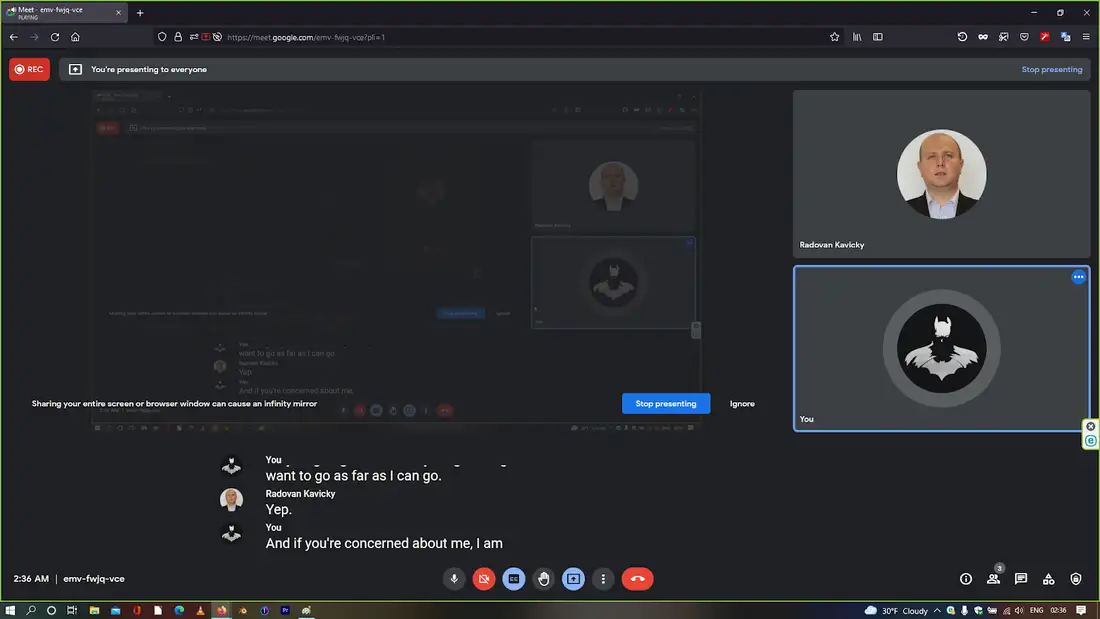 Meet - emv-fwjq-vce
PLAYING
https://meet.google.com/emv-fwjq-vce?pli=1
REC
You're presenting to everyone
Stop presenting
Radovan Kavicky
You
want to go as far as I can go.
Radovan Kavicky
Yep.
You
And if you're concerned about me,
Sharing your entire screen or browser window can cause an infinity mirror
Stop presenting
Ignore
You
You
want to go as far as I can go.
Radovan Kavicky
Yep.
You
And if you're concerned about me, I am
2:36 AM | emv-fwjq-vce
3
30°F Cloudy
ENG
02:36